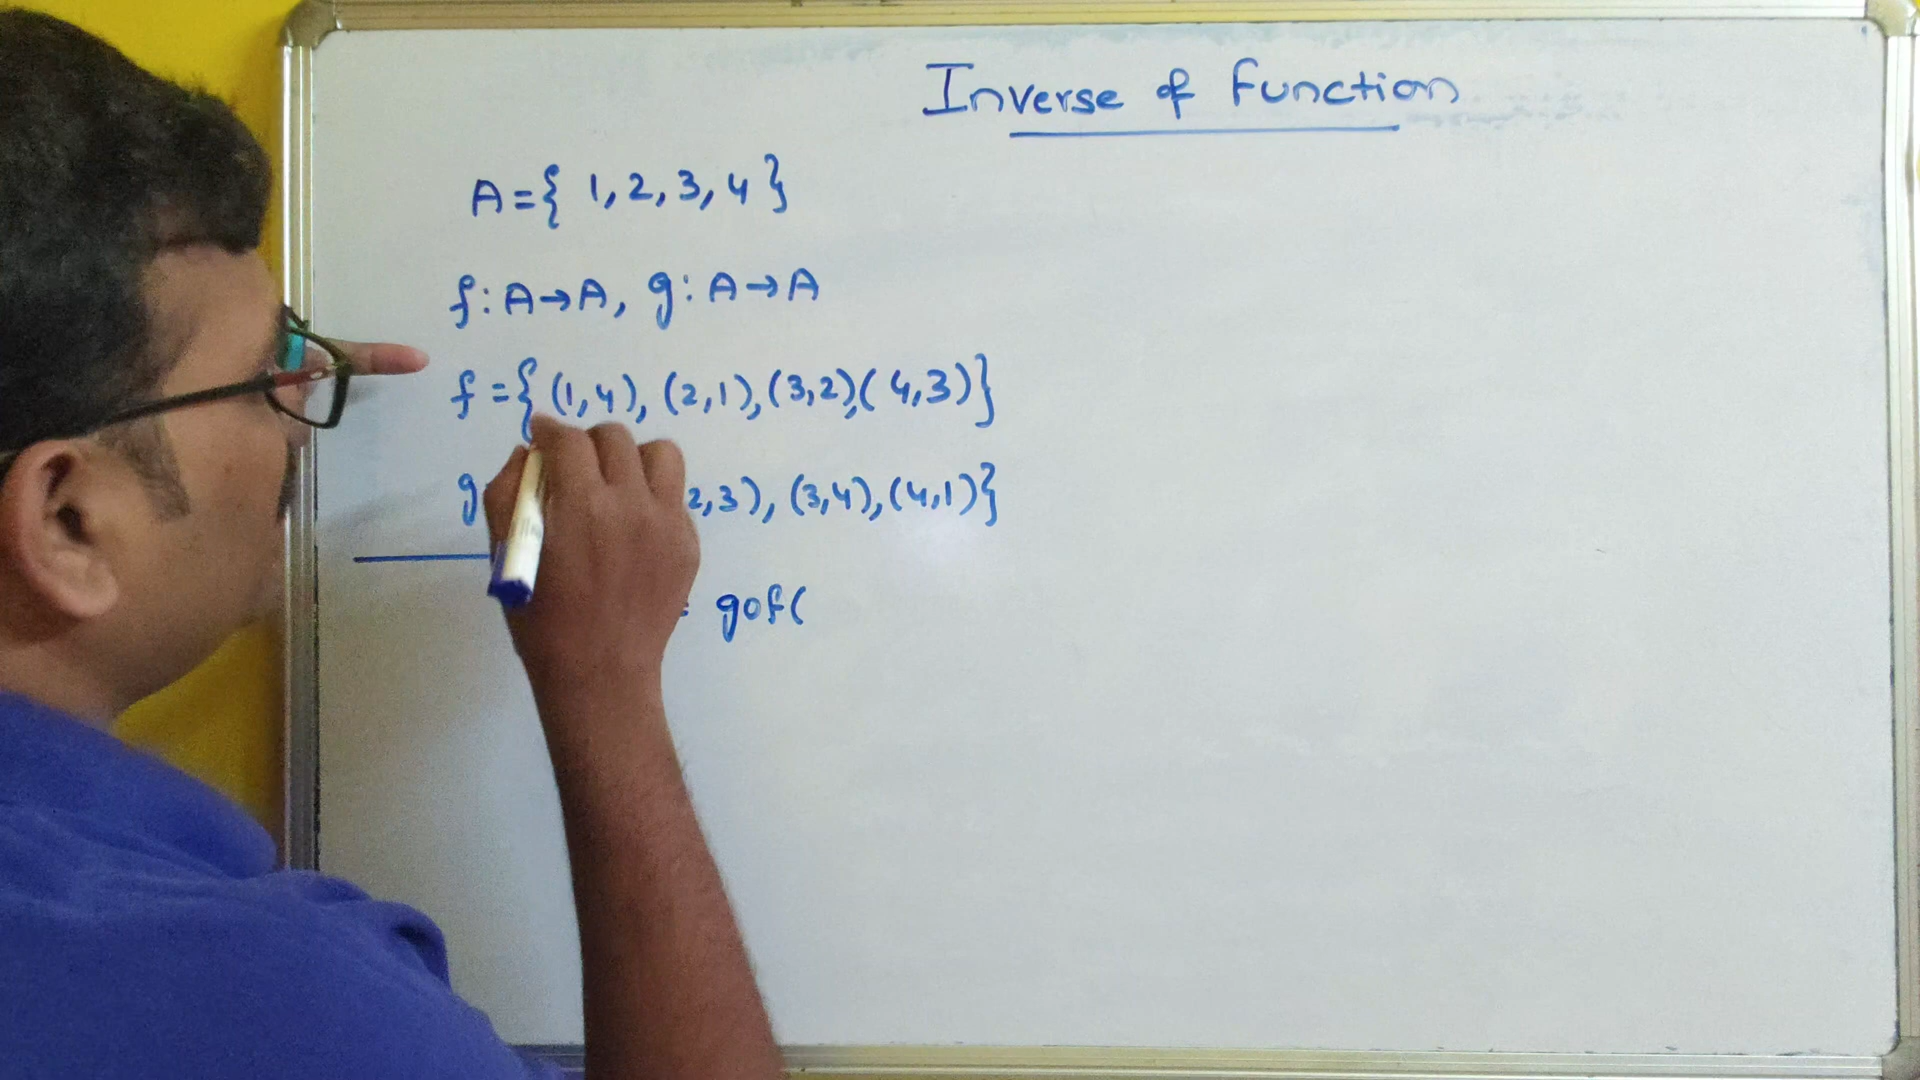 Inverse of Function
A={ 1, 2, 3, 4 }
f: A→A, g: A→A
f={(1,4), (2,1), (3,2), (4,3)}
g 2,3), (3,4), (4,1)}
gof(